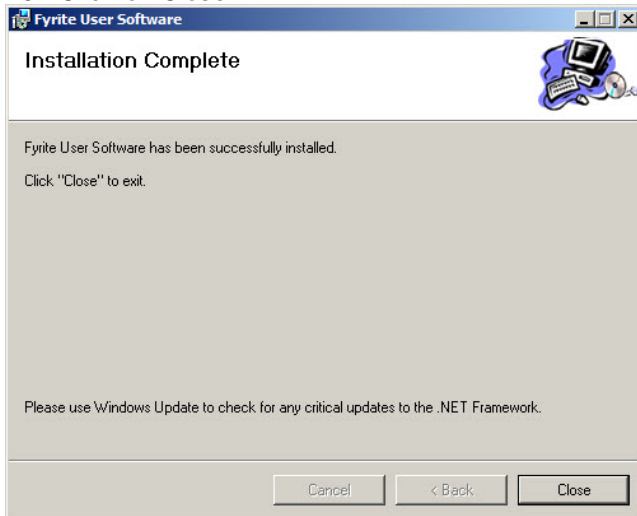 Fyrite User Software
Installation Complete
Fyrite User Software has been successfully installed.
Click "Close" to exit.
Please use Windows Update to check for any critical updates to the .NET Framework.
Cancel
< Back
Close